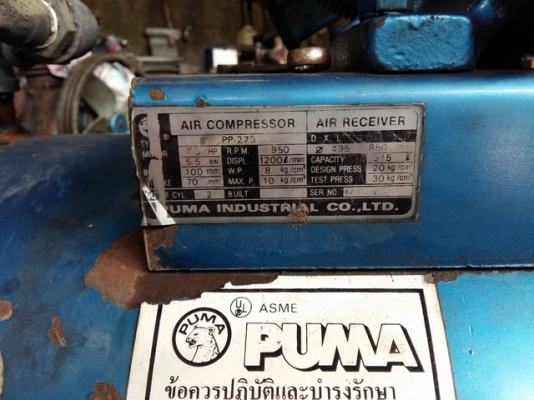 AIR COMPRESSOR AIR RECEIVER
PP-275 D X L
HP R.P.M. 950 Ø 435 850
5.5 KW DISPL. 1200ℓ/min CAPACITY
100 mm W.P. 8 kg/cm² DESIGN PRESS 20 kg/cm²
70 mm MAX P. 10 kg/cm² TEST PRESS 30 kg/cm²
CYL 2 BUILT SER.NO
PUMA INDUSTRIAL CO.,LTD.
UL ASME
PUMA
PUMA
ข้อควรปฏิบัติและบำรุงรักษา